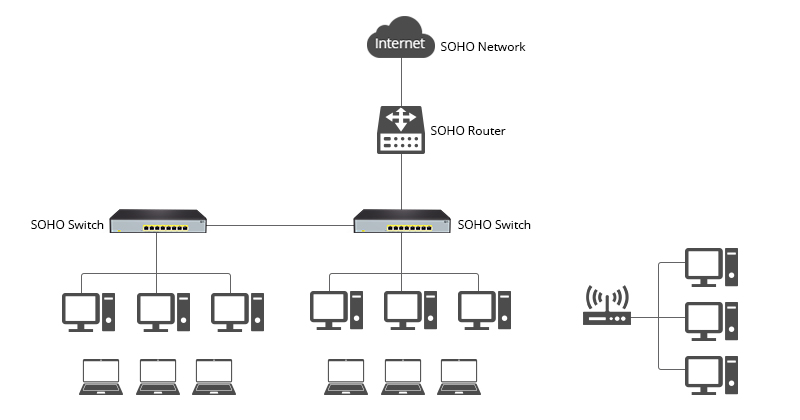 Internet
SOHO Network
SOHO Router
SOHO Switch
SOHO Switch